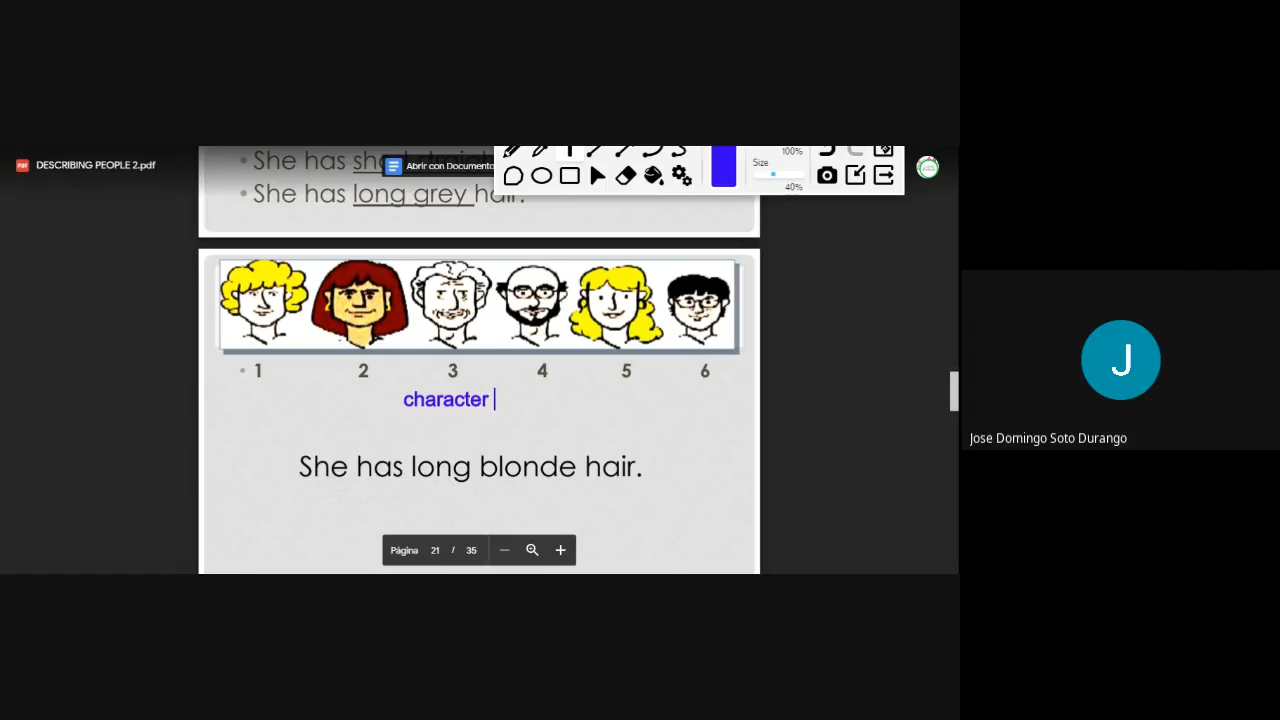 DESCRIBING PEOPLE 2.pdf
• She has
Abrir con Documento
Size
100%
40%
• She has long grey hair.
• 1 2 3 4 5 6
character
She has long blonde hair.
Página 21 / 35
J
Jose Domingo Soto Durango